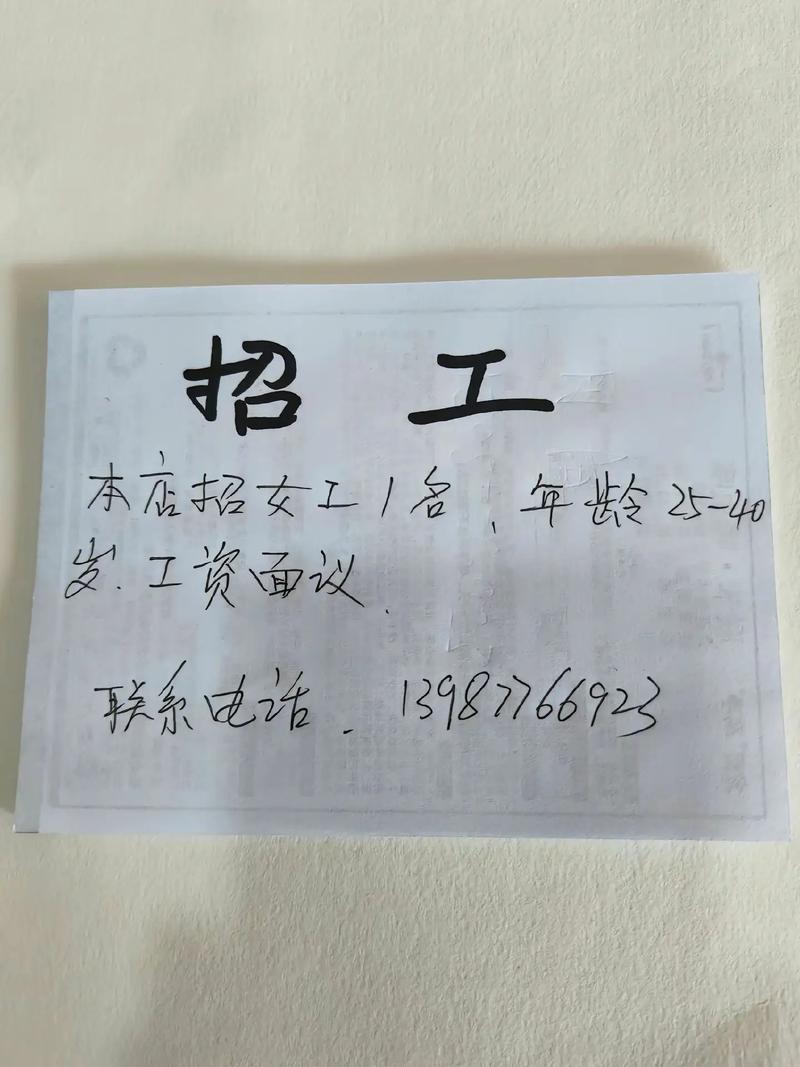 招 工
本店招女工1名、年龄25-40
岁.工资面议.
联系电话.13987766923